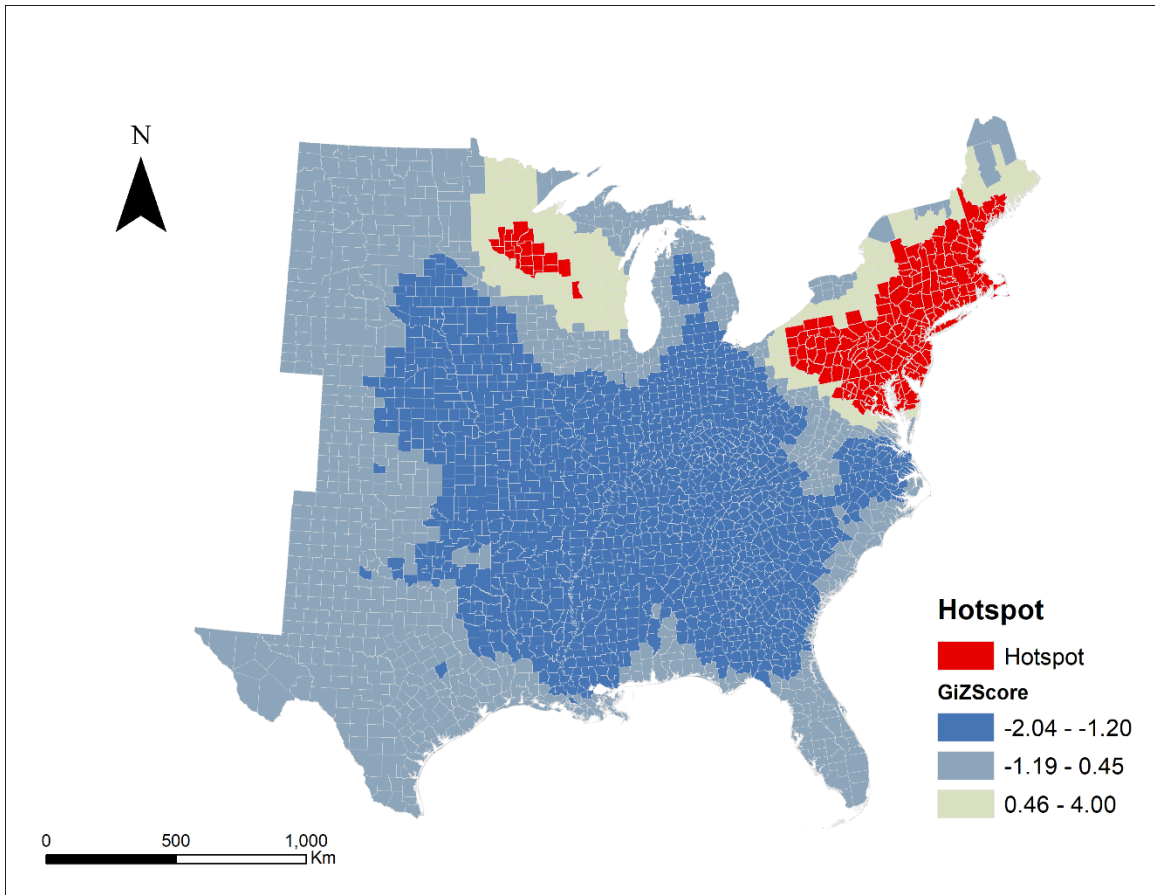 N
Hotspot
Hotspot
GiZScore
-2.04 - -1.20
-1.19 - 0.45
0.46 - 4.00
0 500 1,000
Km